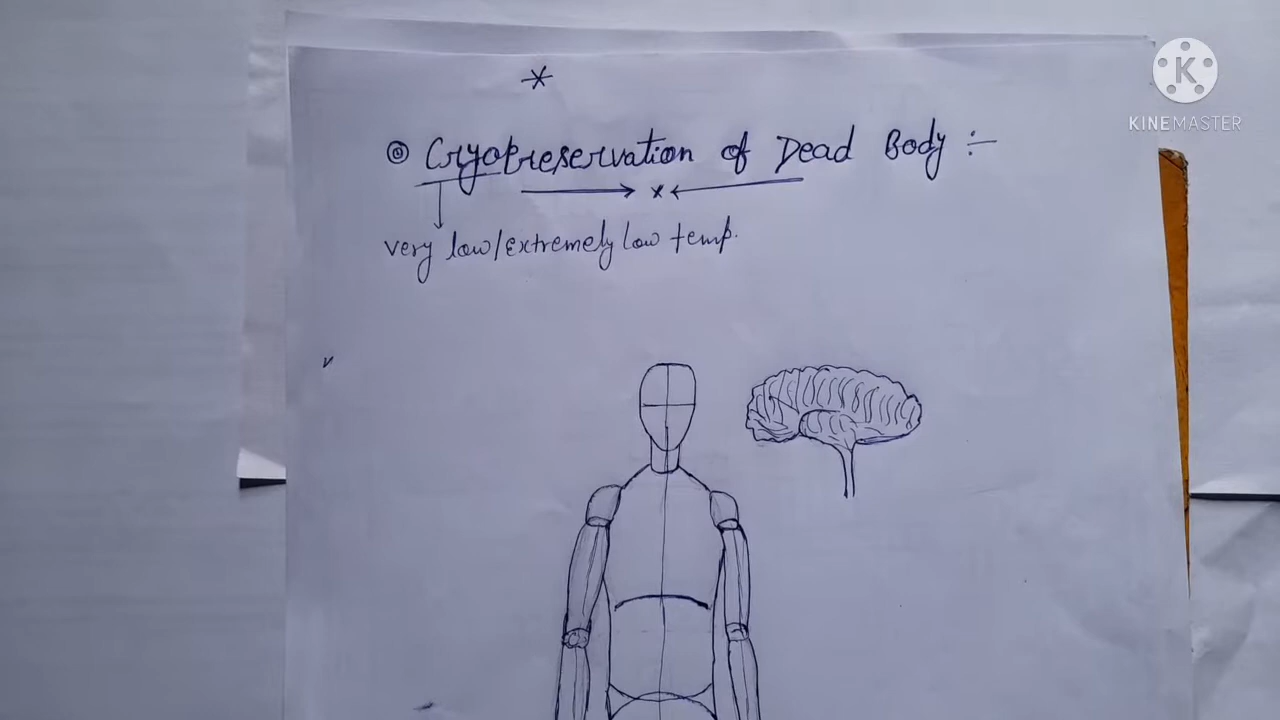 *
◎ Cryopreservation of Dead Body :-
very low/Extremely low temp.
K
KINEMASTER